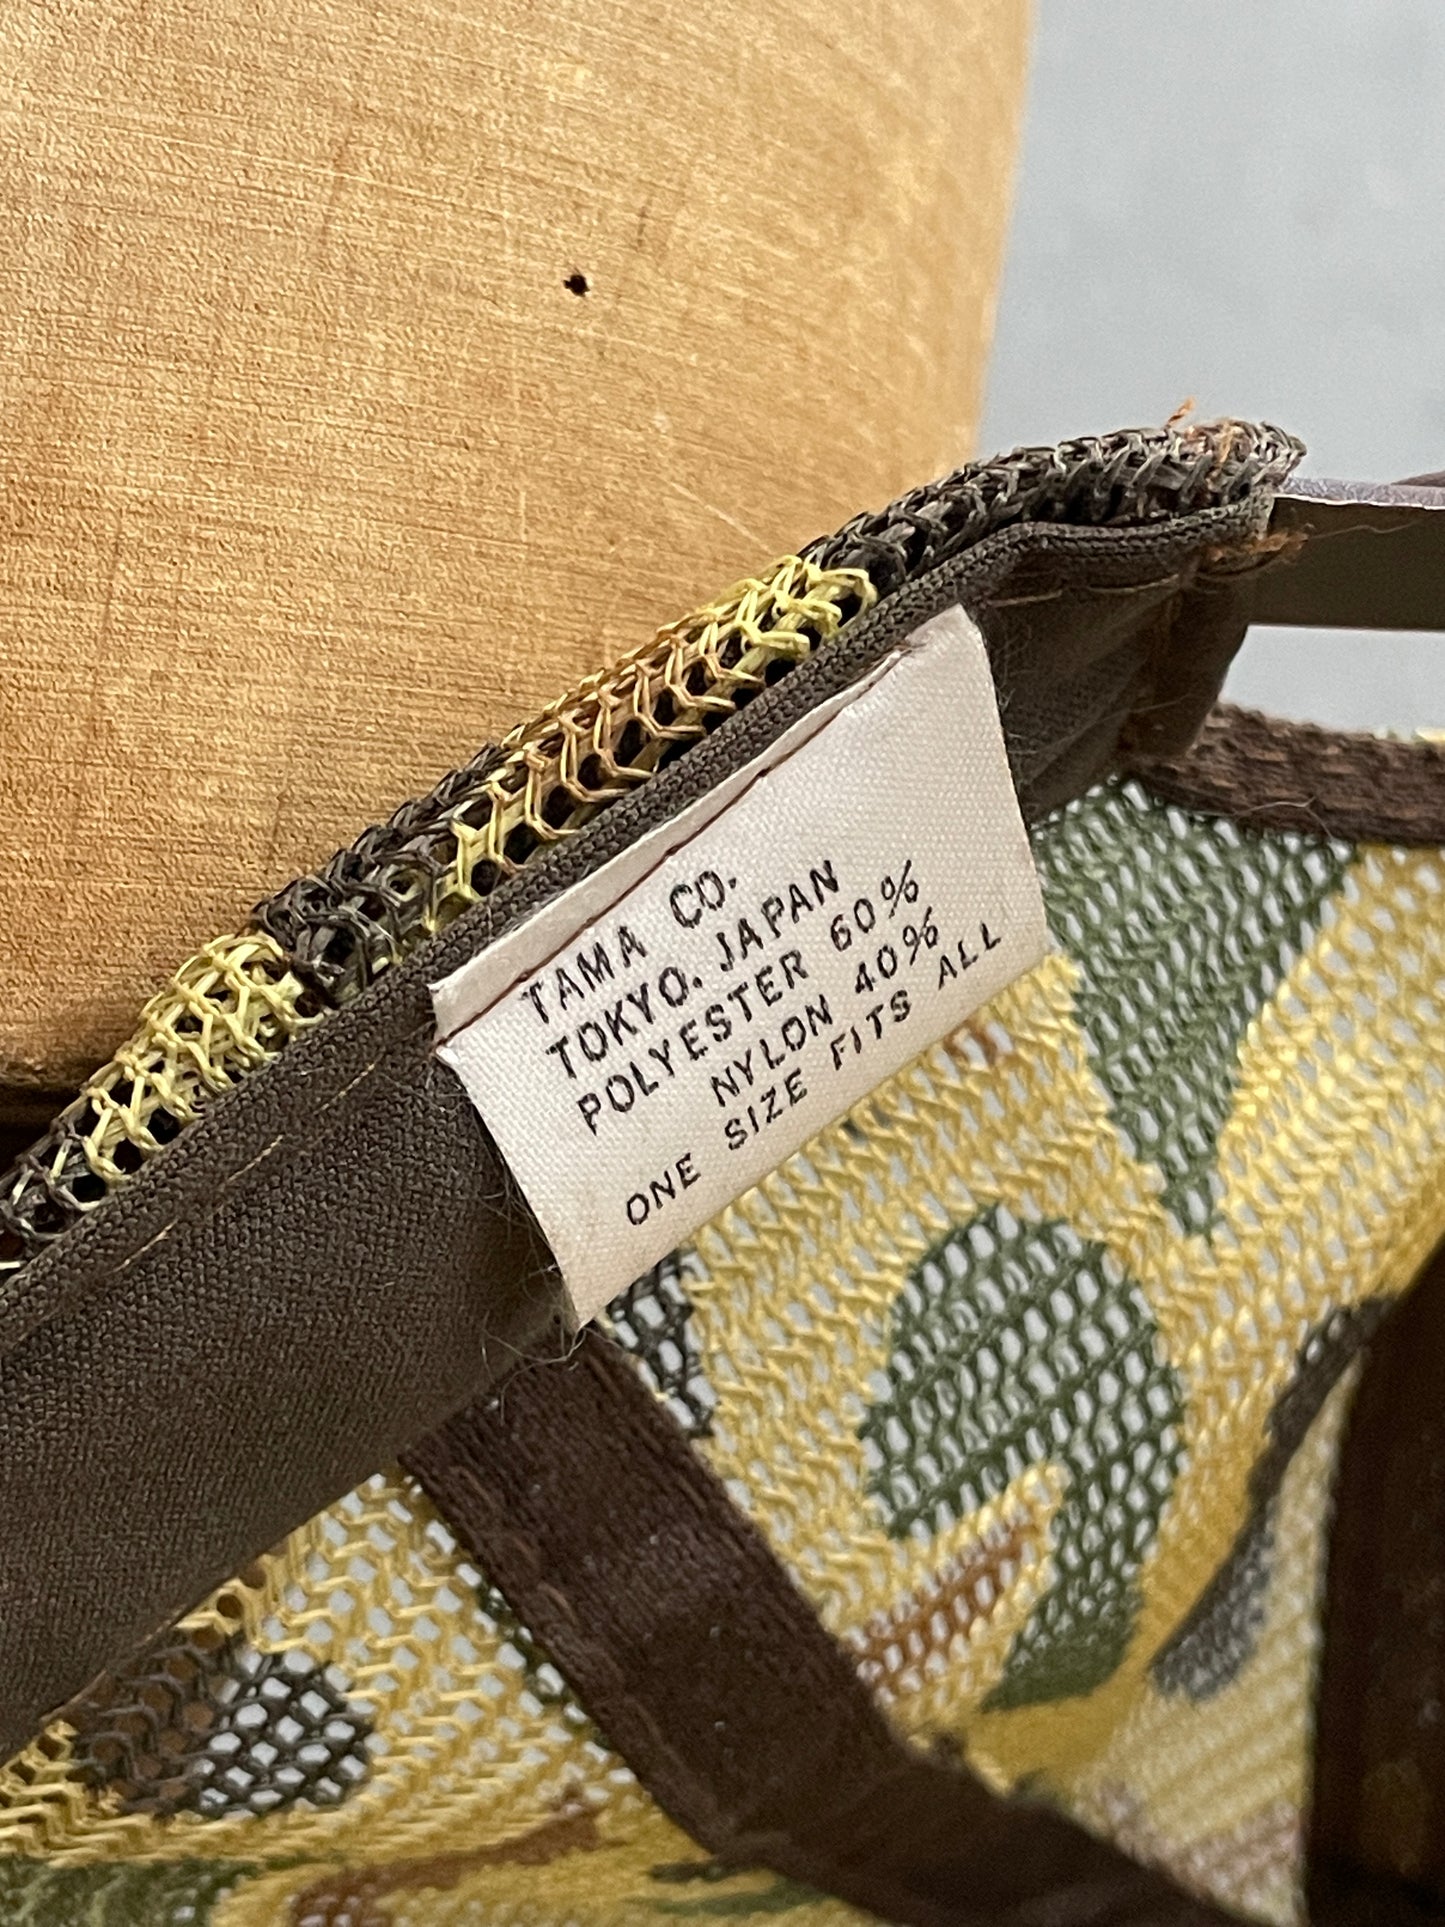 TAMA CO.
TOKYO. JAPAN
POLYESTER 60%
NYLON 40%
ONE SIZE FITS ALL